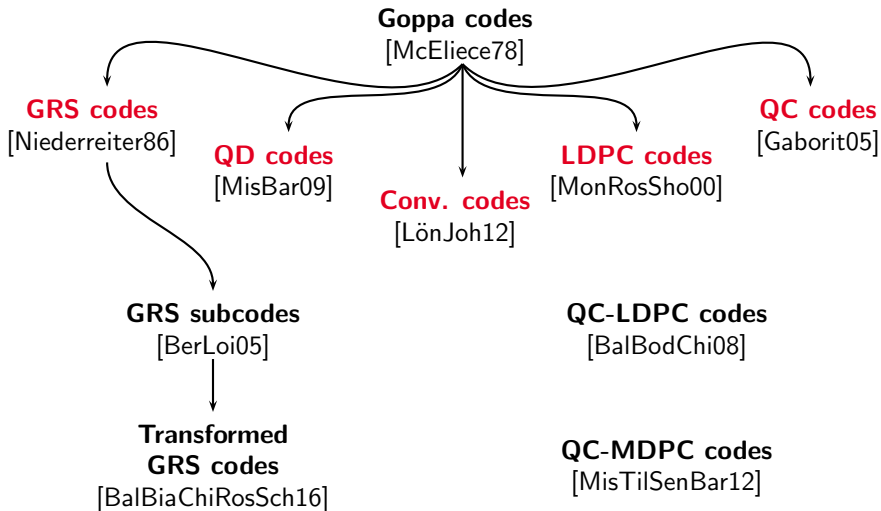 Goppa codes
[McEliece78]
GRS codes
[Niederreiter86]
QD codes
[MisBar09]
Conv. codes
[LönJoh12]
LDPC codes
[MonRosSho00]
QC codes
[Gaborit05]
GRS subcodes
[BerLoi05]
QC-LDPC codes
[BalBodChi08]
Transformed
GRS codes
[BalBiaChiRosSch16]
QC-MDPC codes
[MisTilSenBar12]